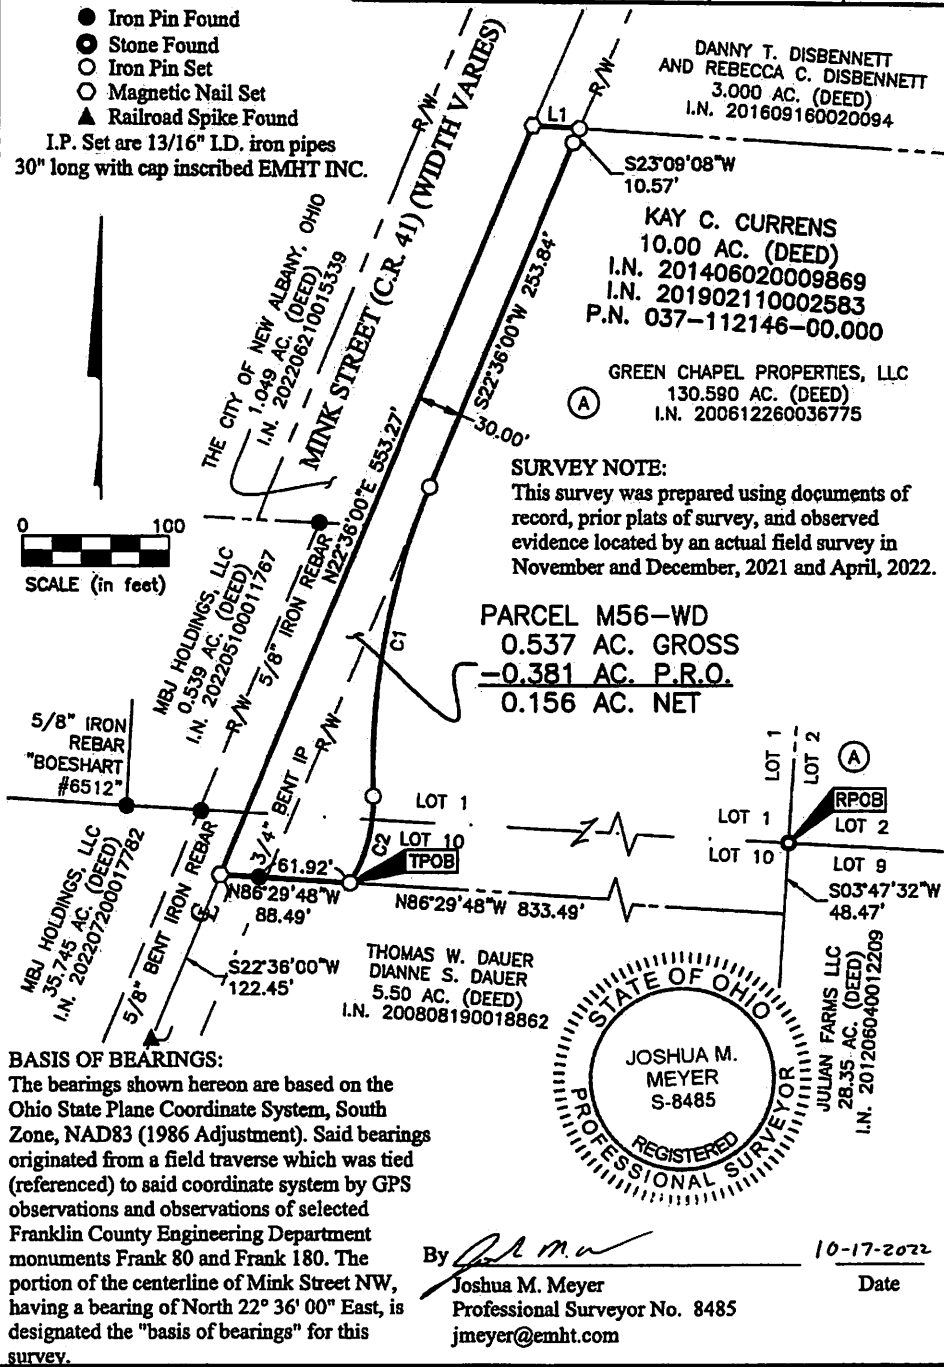 Iron Pin Found
Stone Found
Iron Pin Set
Magnetic Nail Set
Railroad Spike Found
I.P. Set are 13/16" I.D. iron pipes
30" long with cap inscribed EMHT INC.
R/W
MINK STREET (C.R. 41) (WIDTH VARIES)
R/W
L1
DANNY T. DISBENNETT
AND REBECCA C. DISBENNETT
3.000 AC. (DEED)
I.N. 201609160020094
S23°09'08"W
10.57'
KAY C. CURRENS
10.00 AC. (DEED)
I.N. 201406020009869
I.N. 201902110002583
P.N. 037-112146-00.000
THE CITY OF NEW ALBANY, OHIO
1.049 AC. (DEED)
I.N. 202206210015339
S22°36'00"W 253.84'
30.00'
N22°36'00"E 553.27'
A
GREEN CHAPEL PROPERTIES, LLC
130.590 AC. (DEED)
I.N. 200612260036775
SURVEY NOTE:
This survey was prepared using documents of
record, prior plats of survey, and observed
evidence located by an actual field survey in
November and December, 2021 and April, 2022.
0 100
SCALE (in feet)
MBJ HOLDINGS, LLC
0.539 AC. (DEED)
I.N. 202205100011767
R/W
5/8" IRON REBAR
C1
PARCEL M56-WD
0.537 AC. GROSS
-0.381 AC. P.R.O.
0.156 AC. NET
5/8" IRON
REBAR
"BOESHART
#6512"
3/4" BENT IP
R/W
LOT 1
LOT 10
C2
TPOB
LOT 1
LOT 2
A
RPOB
LOT 1
LOT 2
LOT 10
LOT 9
S03°47'32"W
48.47'
61.92'
N86°29'48"W
88.49'
N86°29'48"W 833.49'
MBJ HOLDINGS, LLC
35.745 AC. (DEED)
I.N. 202207200017782
5/8" BENT IRON REBAR
S22°36'00"W
122.45'
THOMAS W. DAUER
DIANNE S. DAUER
5.50 AC. (DEED)
I.N. 200808190018862
JULIAN FARMS LLC
28.35 AC. (DEED)
I.N. 201206040012209
STATE OF OHIO
JOSHUA M.
MEYER
S-8485
REGISTERED
PROFESSIONAL SURVEYOR
BASIS OF BEARINGS:
The bearings shown hereon are based on the
Ohio State Plane Coordinate System, South
Zone, NAD83 (1986 Adjustment). Said bearings
originated from a field traverse which was tied
(referenced) to said coordinate system by GPS
observations and observations of selected
Franklin County Engineering Department
monuments Frank 80 and Frank 180. The
portion of the centerline of Mink Street NW,
having a bearing of North 22° 36' 00" East, is
designated the "basis of bearings" for this
survey.
By
10-17-2022
Joshua M. Meyer
Date
Professional Surveyor No. 8485
jmeyer@emht.com